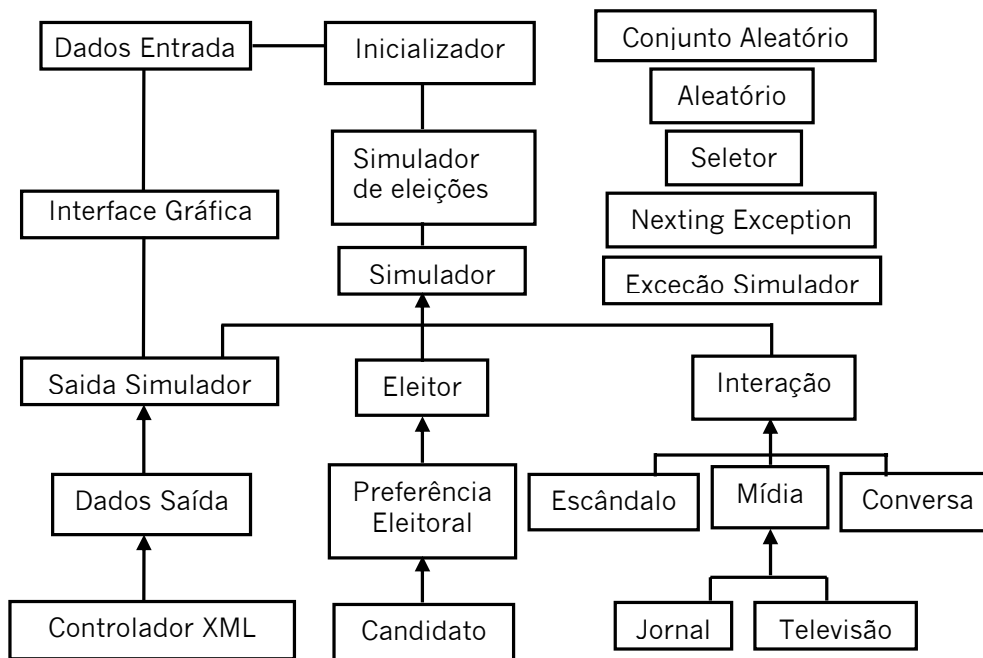 Dados Entrada
Inicializador
Conjunto Aleatório
Aleatório
Simulador
de eleições
Seletor
Interface Gráfica
Nexting Exception
Simulador
Exceção Simulador
Saida Simulador
Eleitor
Interação
Dados Saída
Preferência
Eleitoral
Escândalo
Mídia
Conversa
Controlador XML
Candidato
Jornal
Televisão